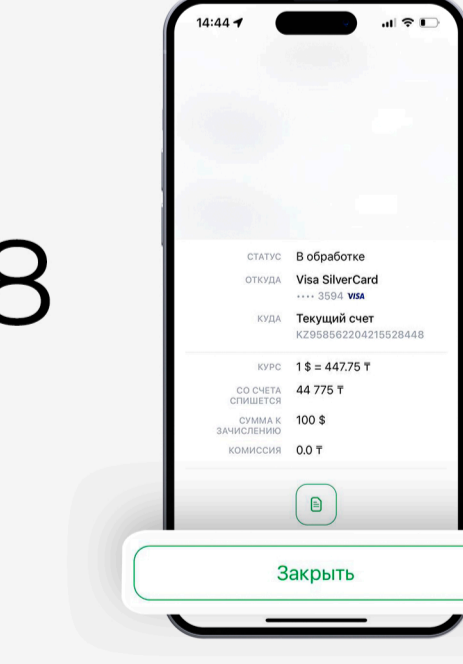 14:44
8
СТАТУС В обработке
ОТКУДА Visa SilverCard
•••• 3594 VISA
КУДА Текущий счет
KZ958562204215528448
КУРС 1 $ = 447.75 ₸
СО СЧЕТА СПИШЕТСЯ 44 775 ₸
СУММА К ЗАЧИСЛЕНИЮ 100 $
КОМИССИЯ 0.0 ₸
Закрыть